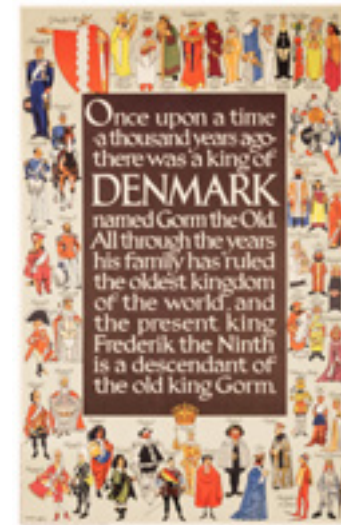 Once upon a time
a thousand years ago-
there was a king of
DENMARK
named Gorm the Old.
All through the years
his family has ruled
the oldest kingdom
of the world, and
the present king
Frederik the Ninth
is a descendant of
the old king Gorm.